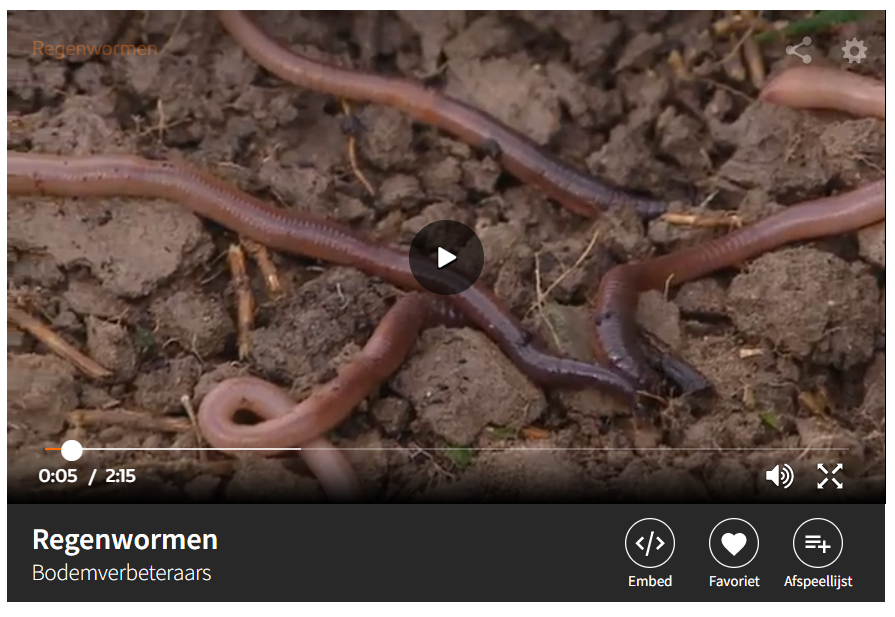 Regenwormen
0:05 / 2:15
Regenwormen
Bodemverbeteraars
Embed
Favoriet
Afspeellijst